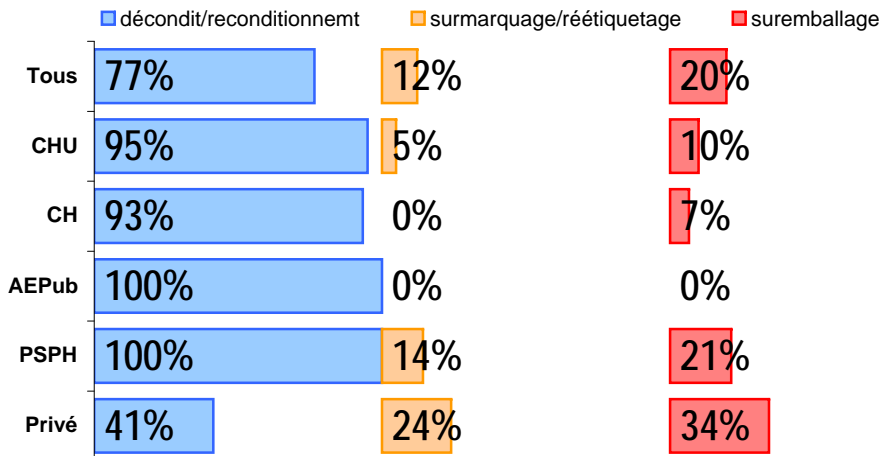 décondit/reconditionnemt surmarquage/réétiquetage suremballage
Tous 77% 12% 20%
CHU 95% 5% 10%
CH 93% 0% 7%
AEPub 100% 0% 0%
PSPH 100% 14% 21%
Privé 41% 24% 34%